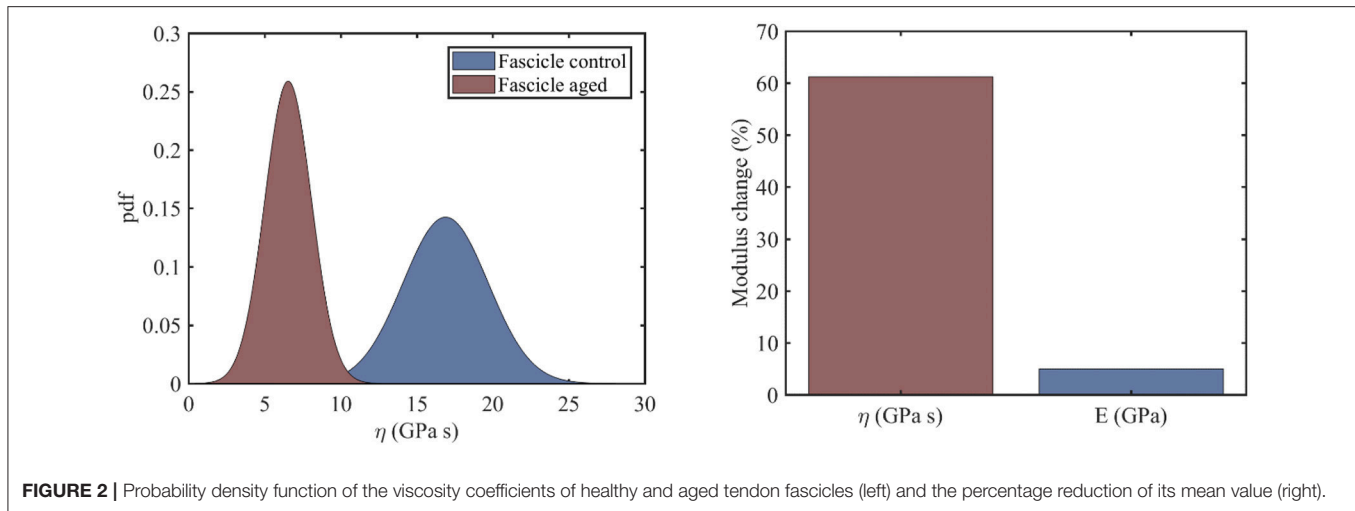 0.3
0.25
0.2
0.15
0.1
0.05
0
pdf
0 5 10 15 20 25 30
η (GPa s)
Fascicle control
Fascicle aged
70
60
50
40
30
20
10
0
Modulus change (%)
η (GPa s) E (GPa)
FIGURE 2 | Probability density function of the viscosity coefficients of healthy and aged tendon fascicles (left) and the percentage reduction of its mean value (right).